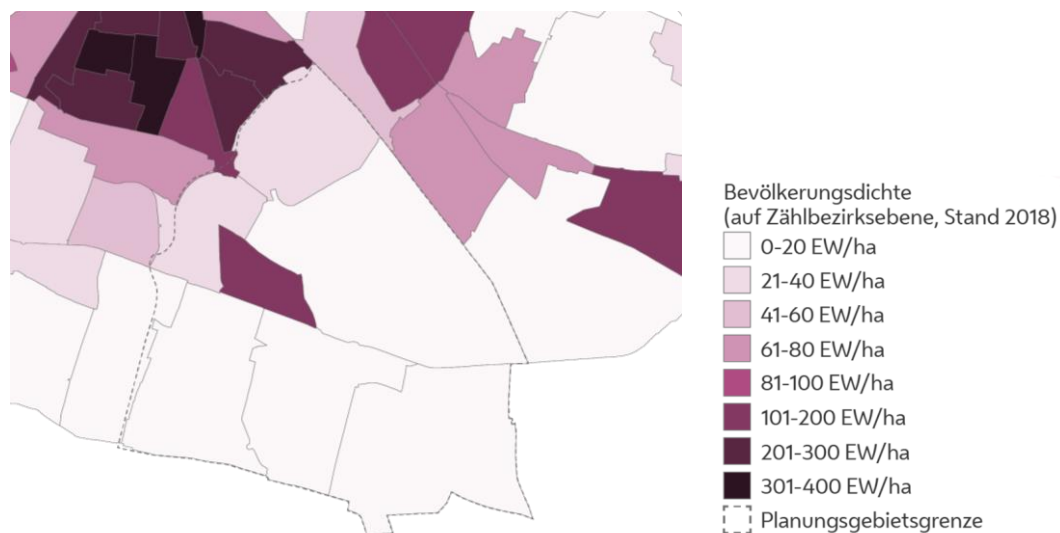 Bevölkerungsdichte
(auf Zählbezirksebene, Stand 2018)
0-20 EW/ha
21-40 EW/ha
41-60 EW/ha
61-80 EW/ha
81-100 EW/ha
101-200 EW/ha
201-300 EW/ha
301-400 EW/ha
Planungsgebietsgrenze